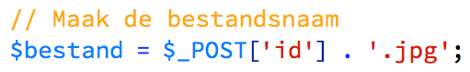 // Maak de bestandsnaam
$bestand = $_POST['id'] . '.jpg';